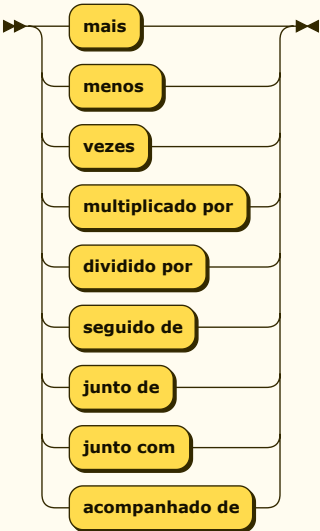 mais
menos
vezes
multiplicado por
dividido por
seguido de
junto de
junto com
acompanhado de